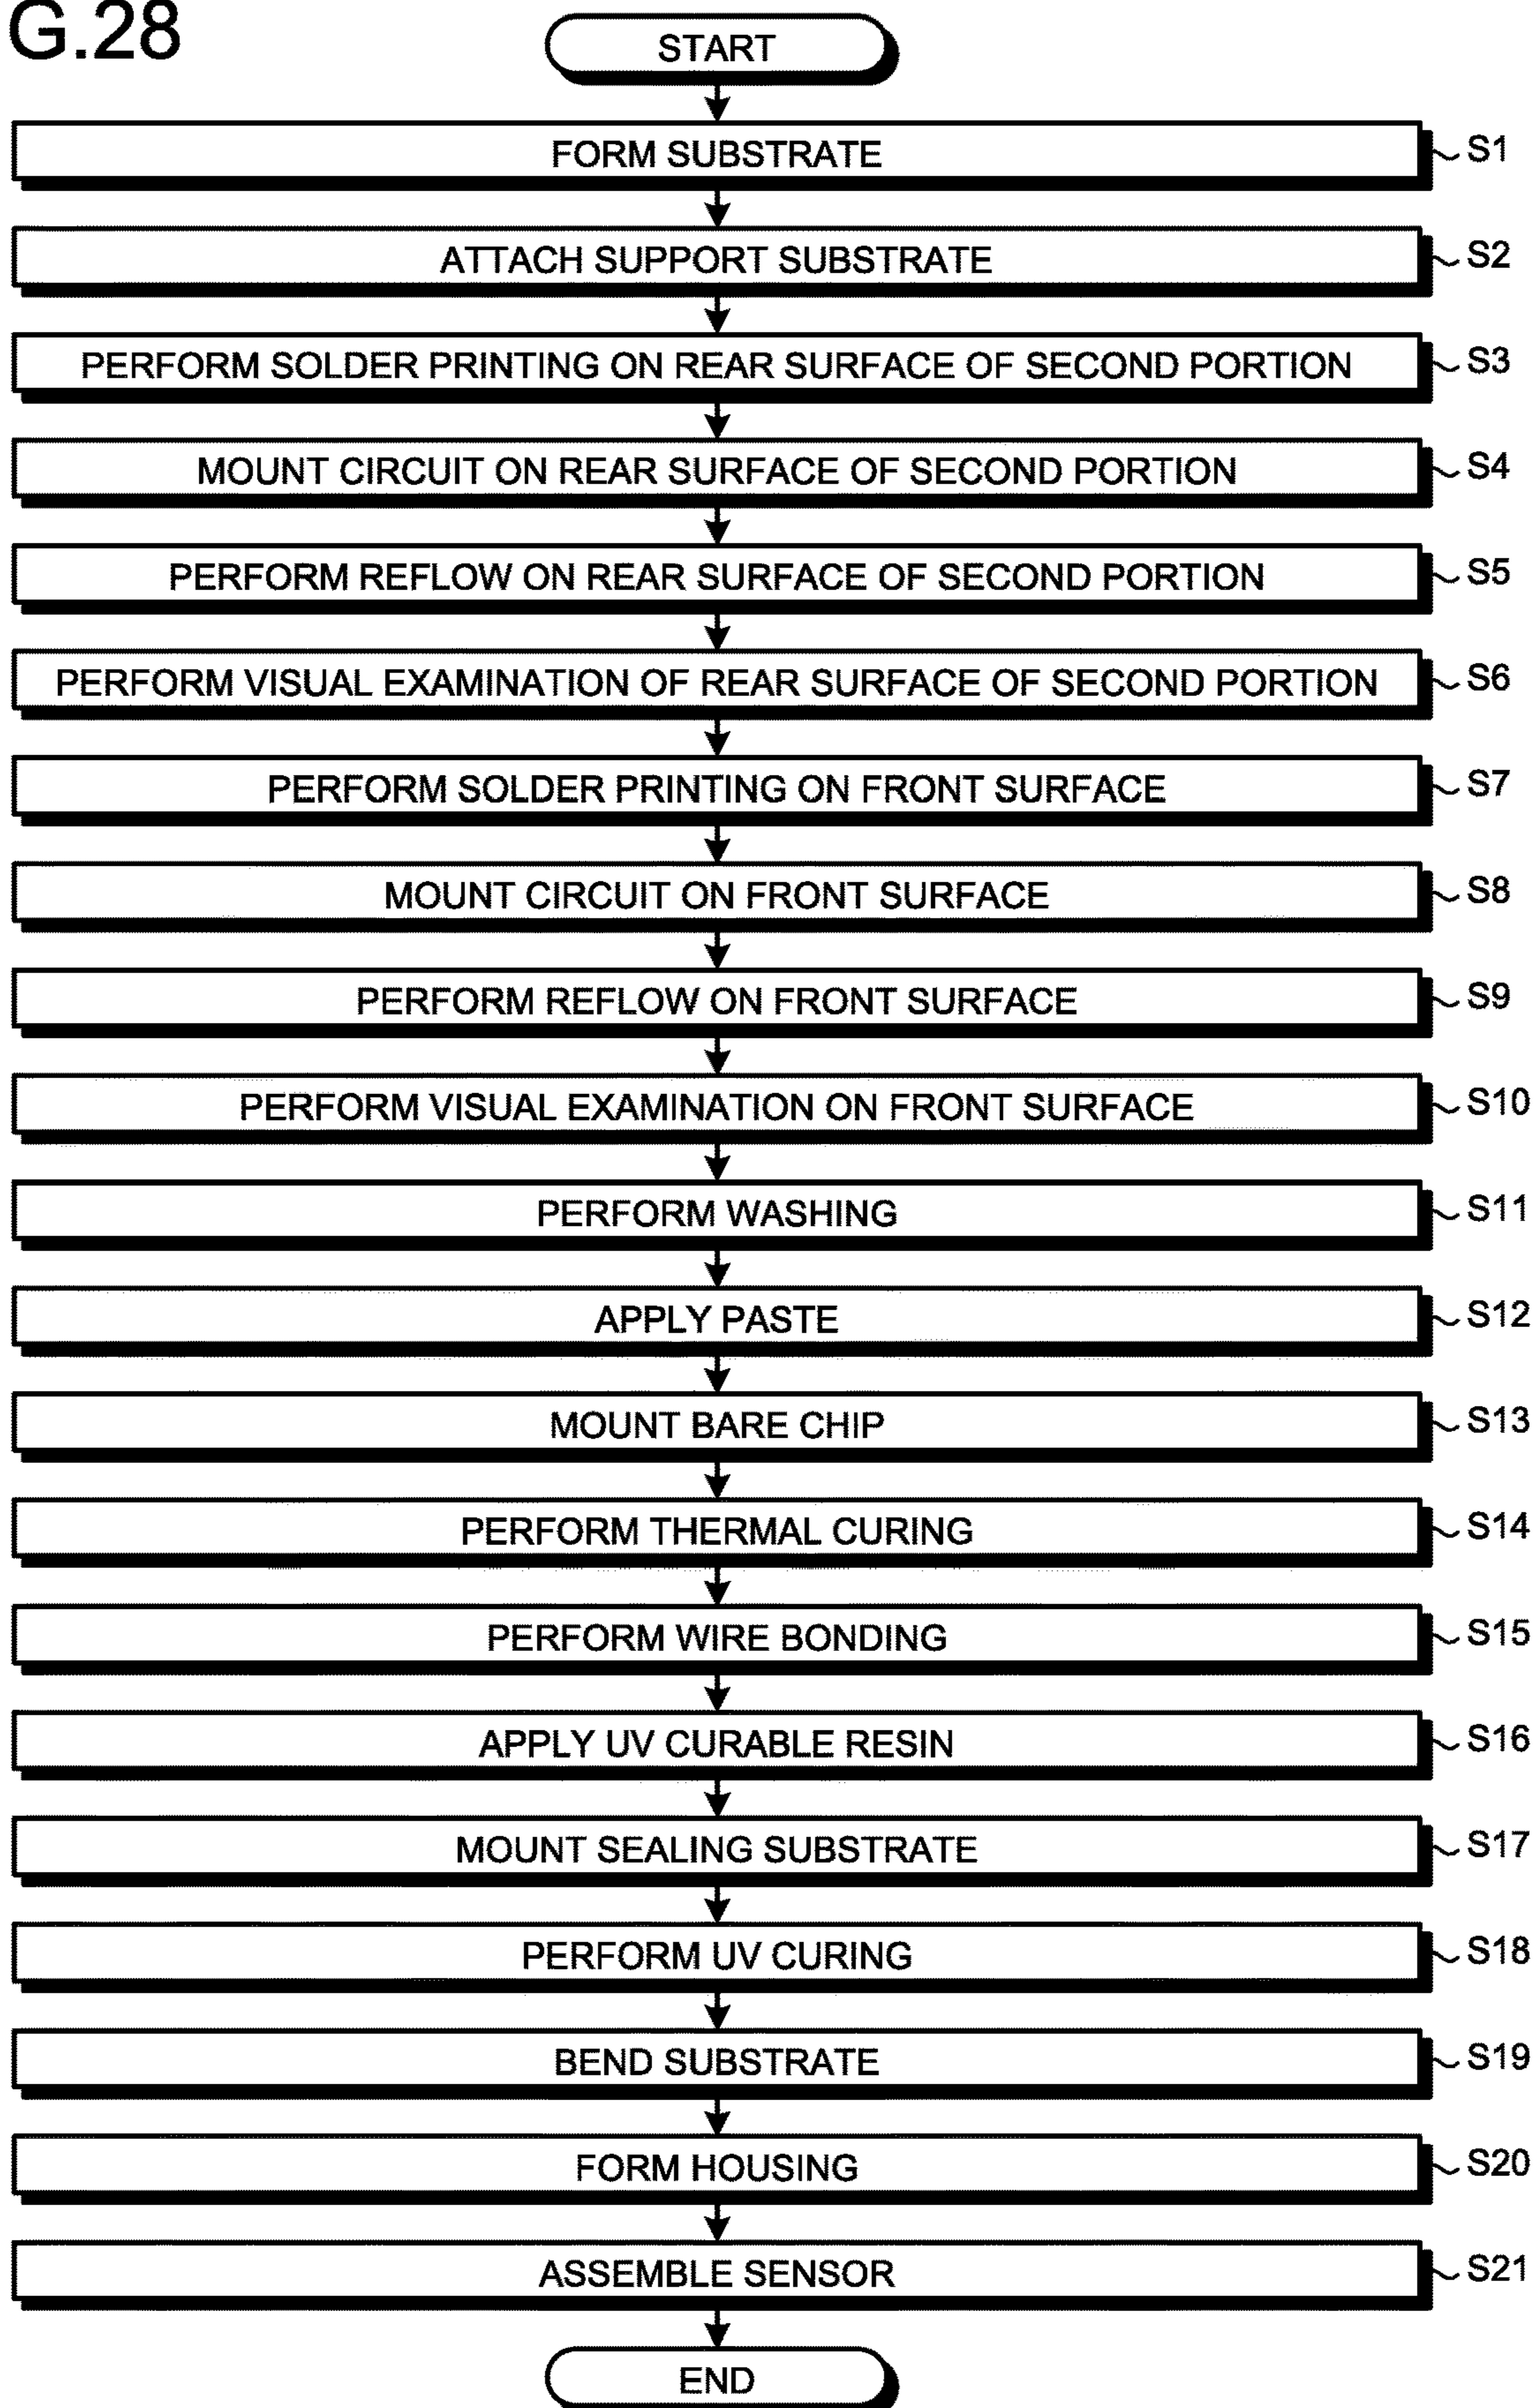 G.28
START
FORM SUBSTRATE S1
ATTACH SUPPORT SUBSTRATE S2
PERFORM SOLDER PRINTING ON REAR SURFACE OF SECOND PORTION S3
MOUNT CIRCUIT ON REAR SURFACE OF SECOND PORTION S4
PERFORM REFLOW ON REAR SURFACE OF SECOND PORTION S5
PERFORM VISUAL EXAMINATION OF REAR SURFACE OF SECOND PORTION S6
PERFORM SOLDER PRINTING ON FRONT SURFACE S7
MOUNT CIRCUIT ON FRONT SURFACE S8
PERFORM REFLOW ON FRONT SURFACE S9
PERFORM VISUAL EXAMINATION ON FRONT SURFACE S10
PERFORM WASHING S11
APPLY PASTE S12
MOUNT BARE CHIP S13
PERFORM THERMAL CURING S14
PERFORM WIRE BONDING S15
APPLY UV CURABLE RESIN S16
MOUNT SEALING SUBSTRATE S17
PERFORM UV CURING S18
BEND SUBSTRATE S19
FORM HOUSING S20
ASSEMBLE SENSOR S21
END